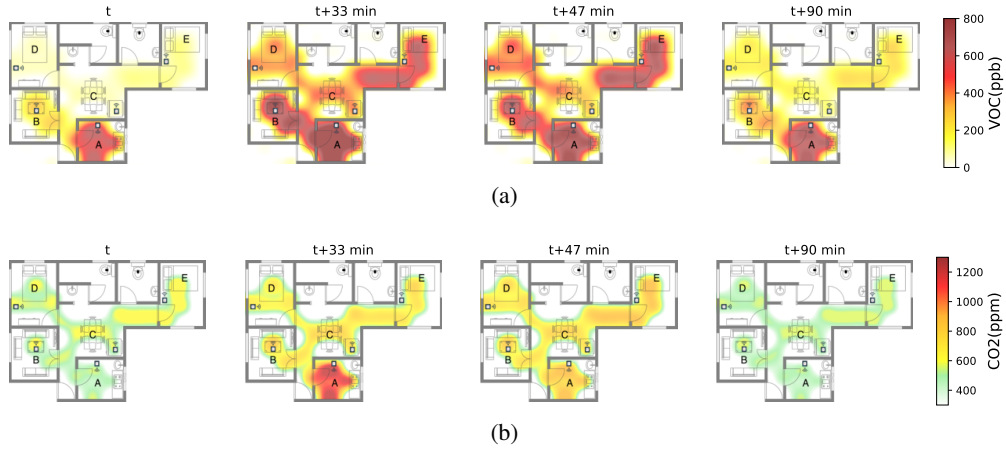 t
t+33 min
t+47 min
t+90 min
D
E
C
B
A
D
E
C
B
A
D
E
C
B
A
D
E
C
B
A
800
600
400
200
0
VOC(ppb)
(a)
t
t+33 min
t+47 min
t+90 min
D
E
C
B
A
D
E
C
B
A
D
E
C
B
A
D
E
C
B
A
1200
1000
800
600
400
CO2(ppm)
(b)